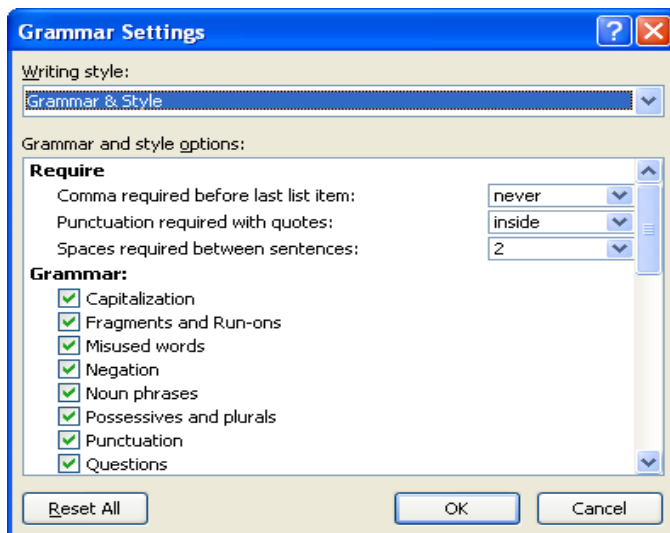 Grammar Settings
Writing style:
Grammar & Style
Grammar and style options:
Require
Comma required before last list item: never
Punctuation required with quotes: inside
Spaces required between sentences: 2
Grammar:
Capitalization
Fragments and Run-ons
Misused words
Negation
Noun phrases
Possessives and plurals
Punctuation
Questions
Reset All OK Cancel